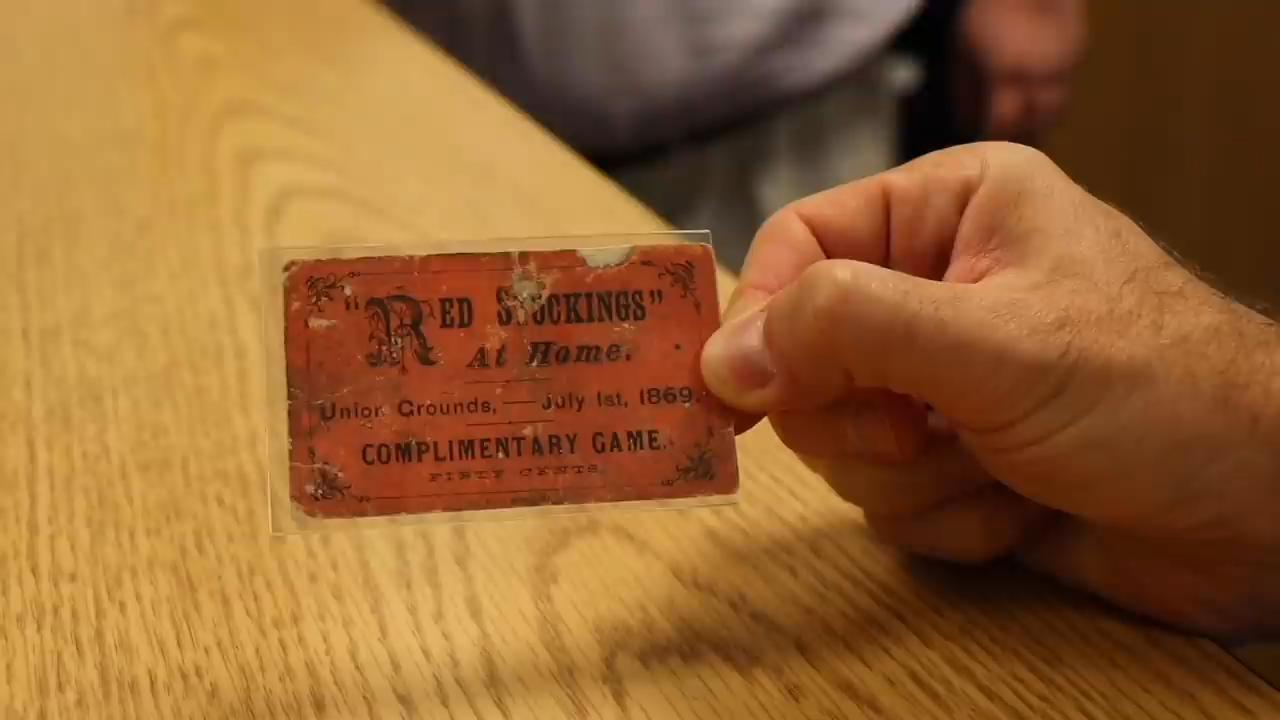 "RED STOCKINGS"
At Home.
Union Grounds, — July 1st, 1869.
COMPLIMENTARY GAME.
FIFTY CENTS.